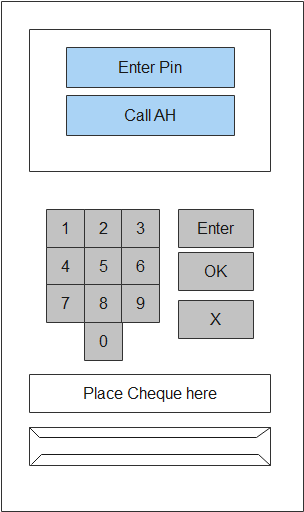 Enter Pin
Call AH
1 2 3 Enter
4 5 6 OK
7 8 9 X
0
Place Cheque here